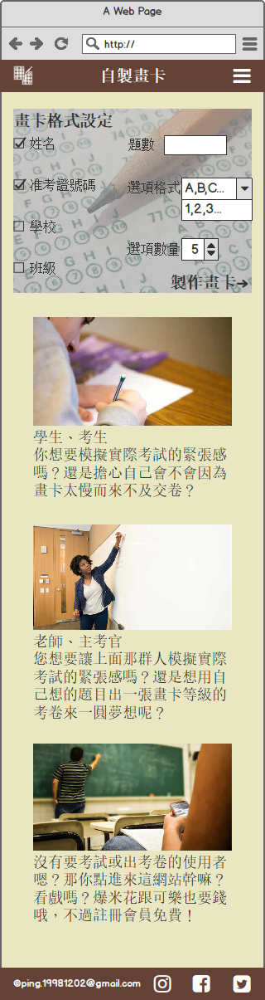 A Web Page
http://
自製畫卡
畫卡格式設定
姓名 題數
准考證號碼 選項格式 A,B,C...
1,2,3...
學校
選項數量 5
班級
製作畫卡→
學生、考生
你想要模擬實際考試的緊張感
嗎？還是擔心自己會不會因為
畫卡太慢而來不及交卷？
老師、主考官
您想要讓上面那群人模擬實際
考試的緊張感嗎？還是想用自
己想的題目出一張畫卡等級的
考卷來一圓夢想呢？
沒有要考試或出考卷的使用者
嗯？那你點進來這網站幹嘛？
看戲嗎？爆米花跟可樂也要錢
哦，不過註冊會員免費！
©ping.19981202@gmail.com